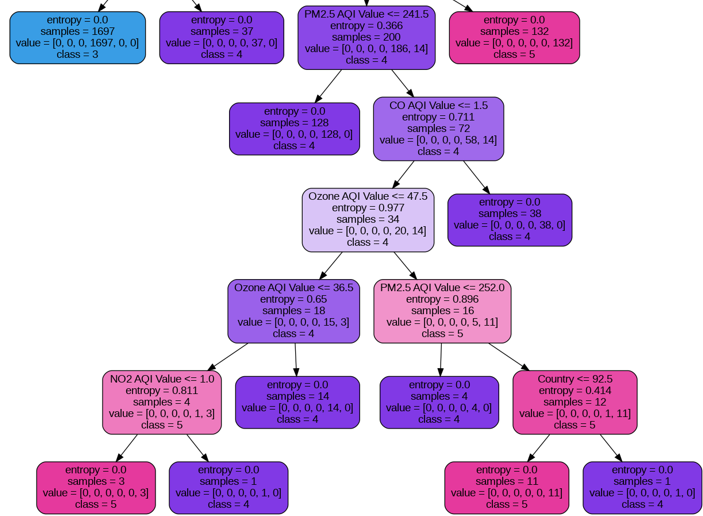 entropy = 0.0
samples = 1697
value = [0, 0, 0, 1697, 0, 0]
class = 3
entropy = 0.0
samples = 37
value = [0, 0, 0, 0, 37, 0]
class = 4
PM2.5 AQI Value <= 241.5
entropy = 0.366
samples = 200
value = [0, 0, 0, 0, 186, 14]
class = 4
entropy = 0.0
samples = 132
value = [0, 0, 0, 0, 0, 132]
class = 5
entropy = 0.0
samples = 128
value = [0, 0, 0, 0, 128, 0]
class = 4
CO AQI Value <= 1.5
entropy = 0.711
samples = 72
value = [0, 0, 0, 0, 58, 14]
class = 4
Ozone AQI Value <= 47.5
entropy = 0.977
samples = 34
value = [0, 0, 0, 0, 20, 14]
class = 4
entropy = 0.0
samples = 38
value = [0, 0, 0, 0, 38, 0]
class = 4
Ozone AQI Value <= 36.5
entropy = 0.65
samples = 18
value = [0, 0, 0, 0, 15, 3]
class = 4
PM2.5 AQI Value <= 252.0
entropy = 0.896
samples = 16
value = [0, 0, 0, 0, 5, 11]
class = 5
NO2 AQI Value <= 1.0
entropy = 0.811
samples = 4
value = [0, 0, 0, 0, 1, 3]
class = 5
entropy = 0.0
samples = 14
value = [0, 0, 0, 0, 14, 0]
class = 4
entropy = 0.0
samples = 4
value = [0, 0, 0, 0, 4, 0]
class = 4
Country <= 92.5
entropy = 0.414
samples = 12
value = [0, 0, 0, 0, 1, 11]
class = 5
entropy = 0.0
samples = 3
value = [0, 0, 0, 0, 0, 3]
class = 5
entropy = 0.0
samples = 1
value = [0, 0, 0, 0, 1, 0]
class = 4
entropy = 0.0
samples = 11
value = [0, 0, 0, 0, 0, 11]
class = 5
entropy = 0.0
samples = 1
value = [0, 0, 0, 0, 1, 0]
class = 4